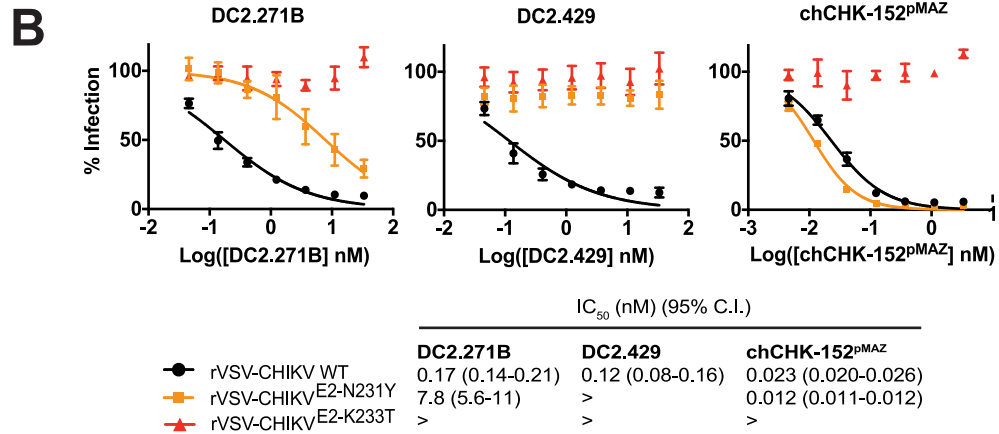 B
DC2.271B DC2.429 chCHK-152pMAZ
% Infection
100 100 100
50 50 50
0 0 0
-2 -1 0 1 2 -2 -1 0 1 2 -3 -2 -1 0 1
Log([DC2.271B] nM) Log([DC2.429] nM) Log([chCHK-152pMAZ] nM)
IC50 (nM) (95% C.I.)
DC2.271B DC2.429 chCHK-152pMAZ
rVSV-CHIKV WT 0.17 (0.14-0.21) 0.12 (0.08-0.16) 0.023 (0.020-0.026)
rVSV-CHIKV E2-N231Y 7.8 (5.6-11) > 0.012 (0.011-0.012)
rVSV-CHIKV E2-K233T > > >